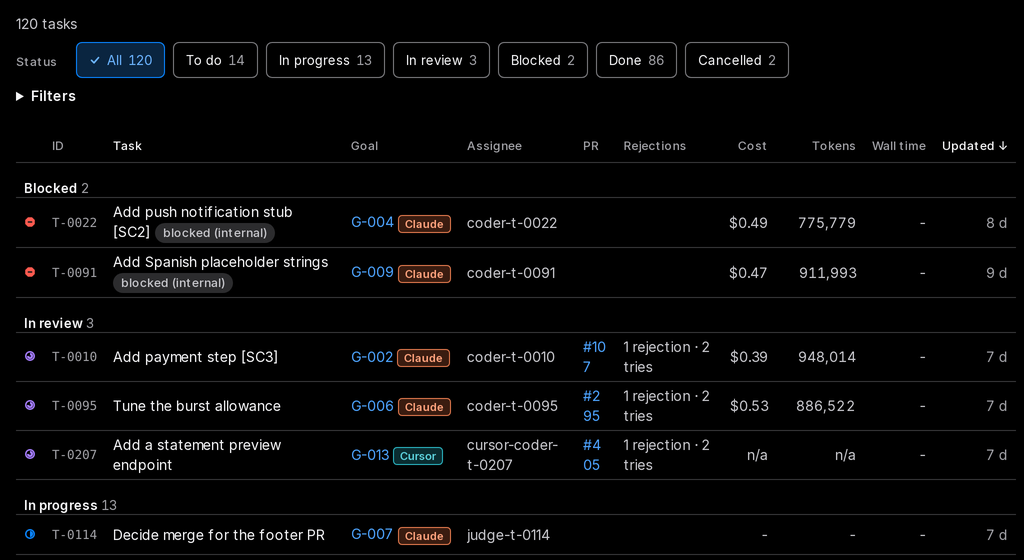 120 tasks
Status All 120 To do 14 In progress 13 In review 3 Blocked 2 Done 86 Cancelled 2
Filters
ID Task Goal Assignee PR Rejections Cost Tokens Wall time Updated ↓
Blocked 2
T-0022 Add push notification stub [SC2] blocked (internal) G-004 Claude coder-t-0022 $0.49 775,779 - 8 d
T-0091 Add Spanish placeholder strings blocked (internal) G-009 Claude coder-t-0091 $0.47 911,993 - 9 d
In review 3
T-0010 Add payment step [SC3] G-002 Claude coder-t-0010 #107 1 rejection · 2 tries $0.39 948,014 - 7 d
T-0095 Tune the burst allowance G-006 Claude coder-t-0095 #295 1 rejection · 2 tries $0.53 886,522 - 7 d
T-0207 Add a statement preview endpoint G-013 Cursor cursor-coder-t-0207 #405 1 rejection · 2 tries n/a n/a - 7 d
In progress 13
T-0114 Decide merge for the footer PR G-007 Claude judge-t-0114 - - - 7 d